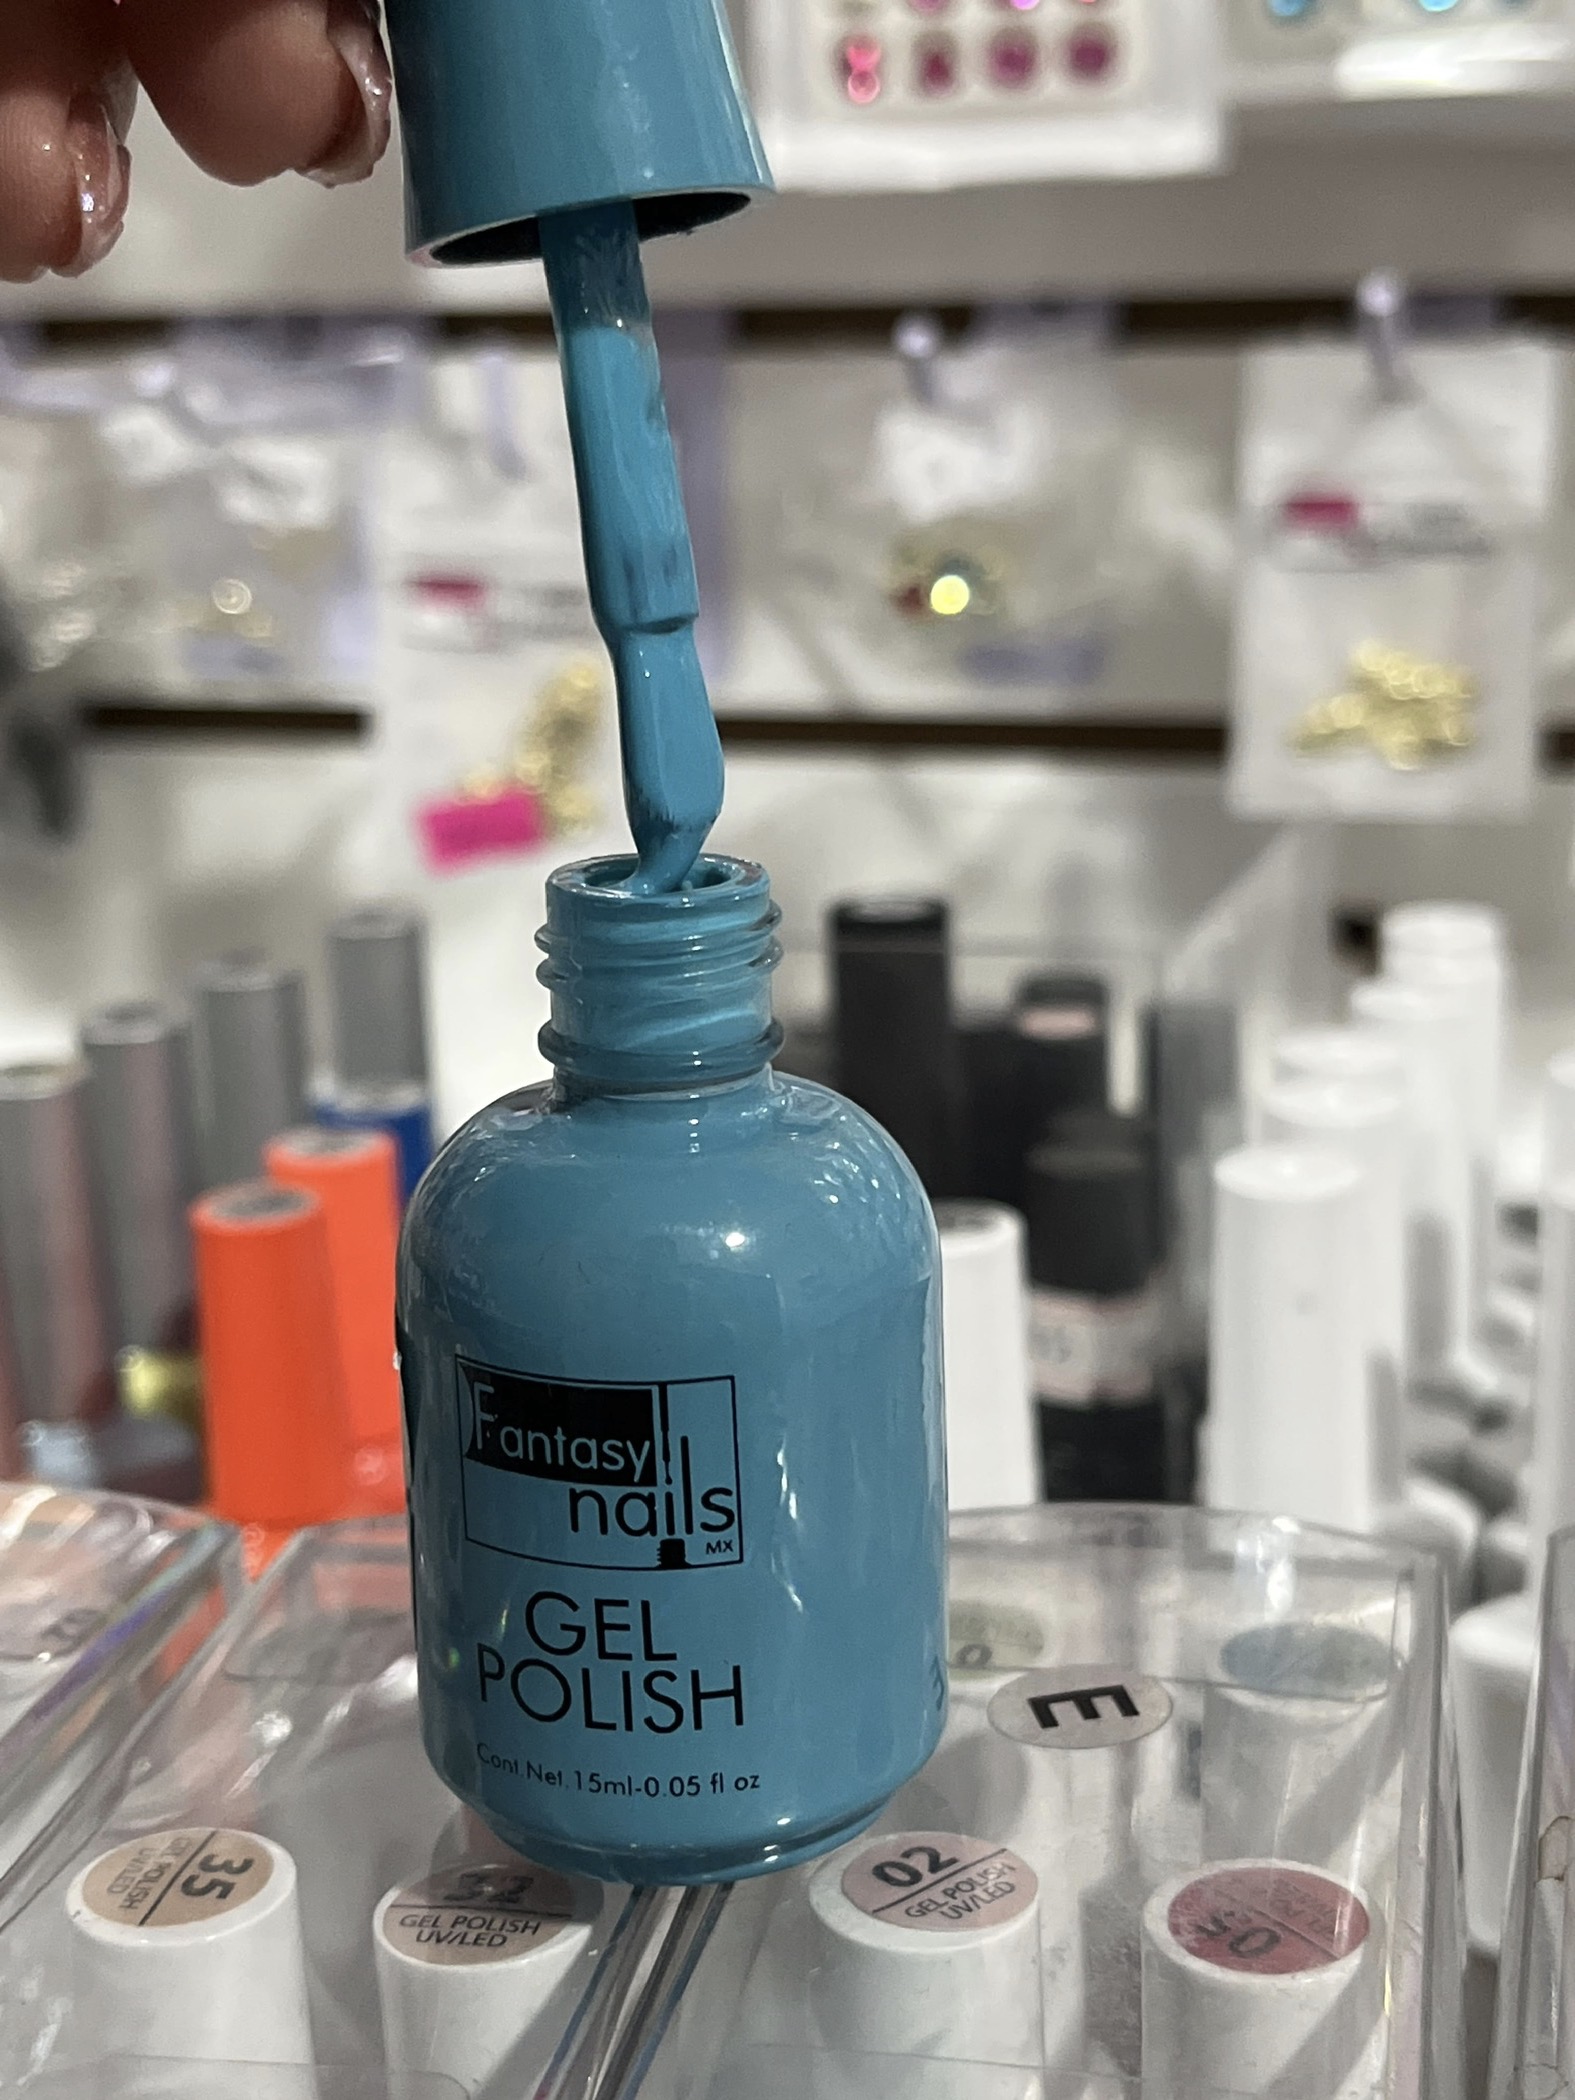 Fantasy
nails
MX
GEL
POLISH
Cont.Net.15ml-0.05 fl oz
E
35
GEL POLISH
UV/LED
32
GEL POLISH
UV/LED
02
GEL POLISH
UV/LED